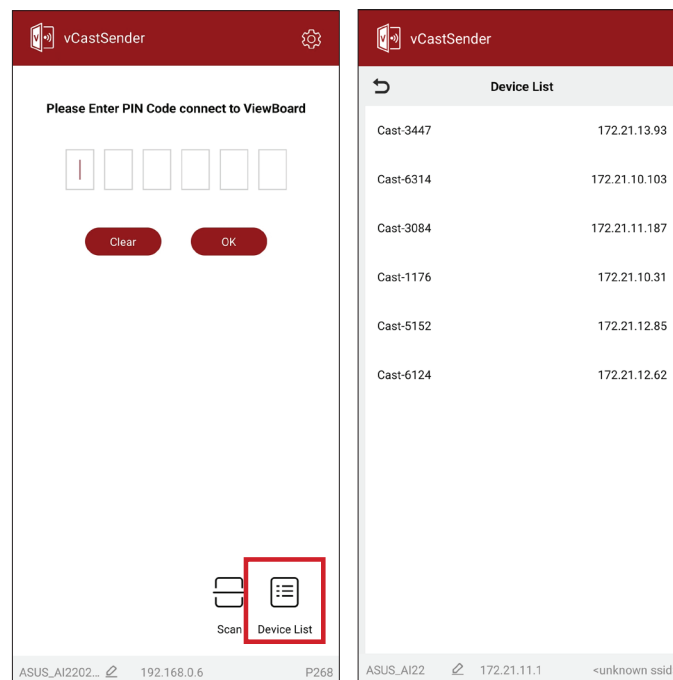 vCastSender
Please Enter PIN Code connect to ViewBoard
Clear
OK
Scan
Device List
ASUS_AI2202...
192.168.0.6
P268
vCastSender
Device List
Cast-3447 172.21.13.93
Cast-6314 172.21.10.103
Cast-3084 172.21.11.187
Cast-1176 172.21.10.31
Cast-5152 172.21.12.85
Cast-6124 172.21.12.62
ASUS_AI22
172.21.11.1
<unknown ssid